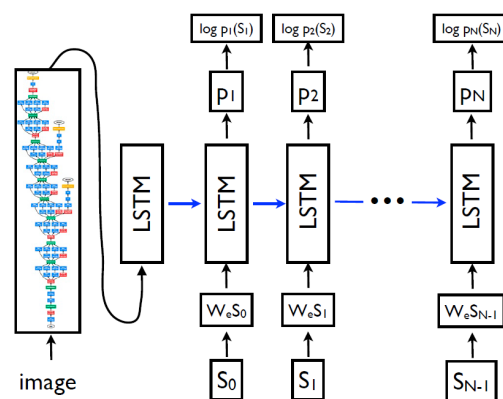 log p₁(S₁) log p₂(S₂) log pN(SN)
p₁ p₂ pN
LSTM LSTM LSTM ••• LSTM
WₑS₀ WₑS₁ WₑSN-1
image S₀ S₁ SN-1